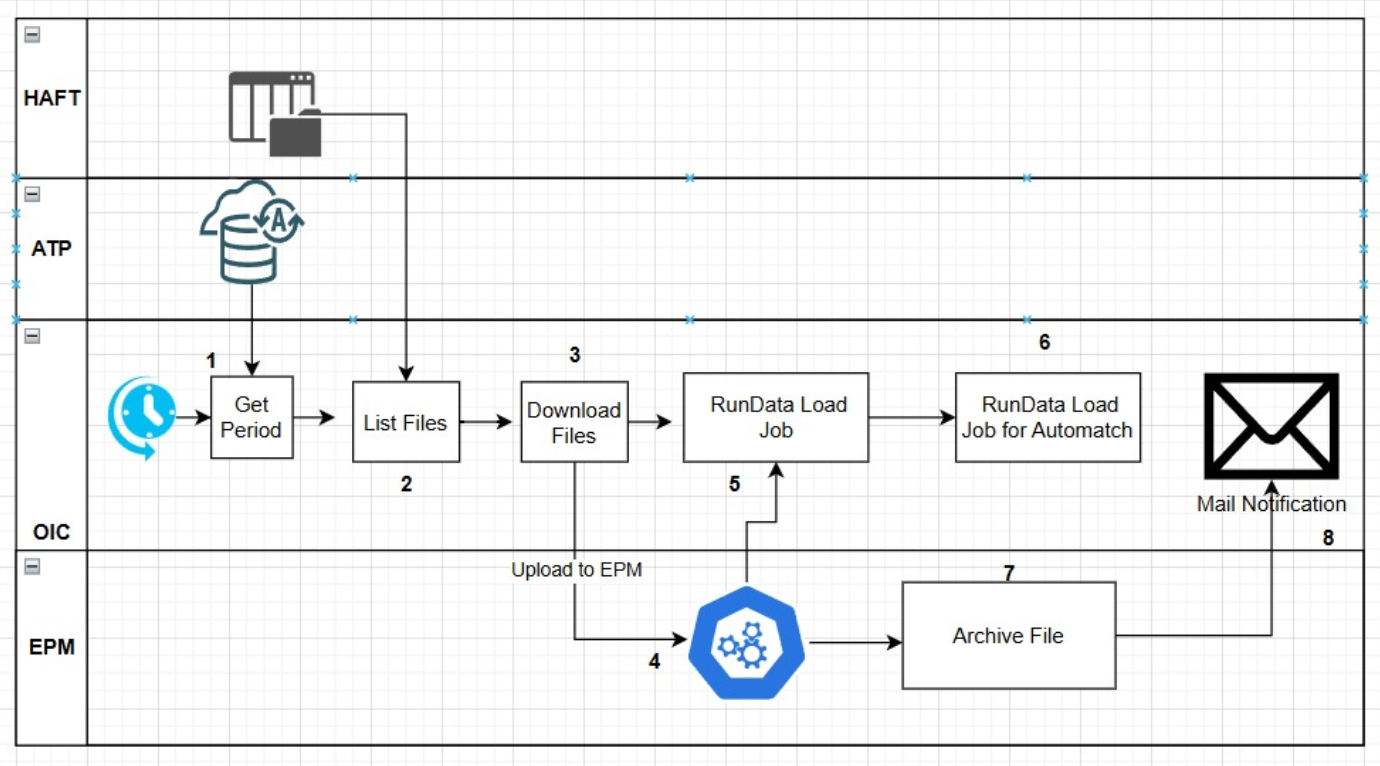 HAFT
ATP
A
1
3
6
Get
Period
List Files
Download
Files
RunData Load
Job
RunData Load
Job for Automatch
2
5
Mail Notification
OIC
8
Upload to EPM
7
EPM
Archive File
4